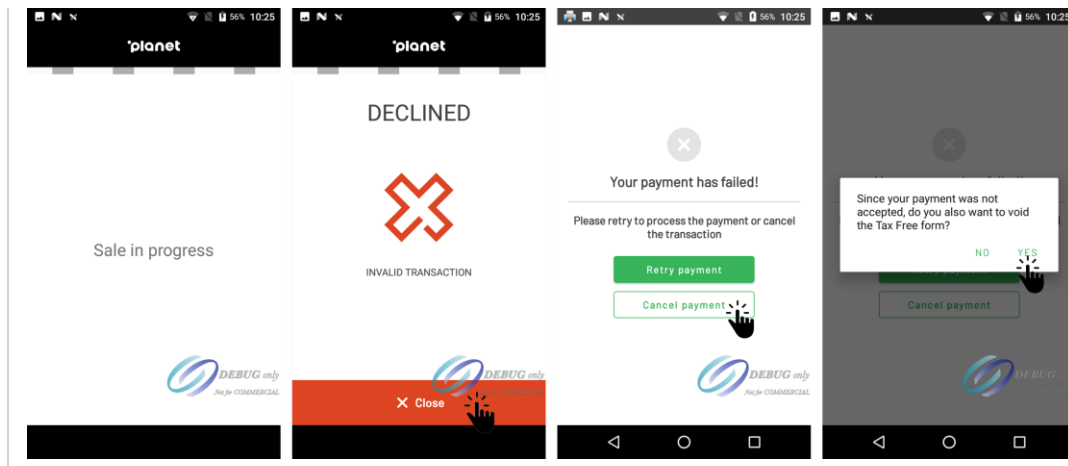 56% 10:25
planet
Sale in progress
DEBUG only
Not for COMMERCIAL
56% 10:25
planet
DECLINED
INVALID TRANSACTION
DEBUG only
Close
56% 10:25
Your payment has failed!
Please retry to process the payment or cancel
the transaction
Retry payment
Cancel payment
DEBUG only
Not for COMMERCIAL
56% 10:25
Since your payment was not
accepted, do you also want to void
the Tax Free form?
NO YES
Cancel payment
DEBUG